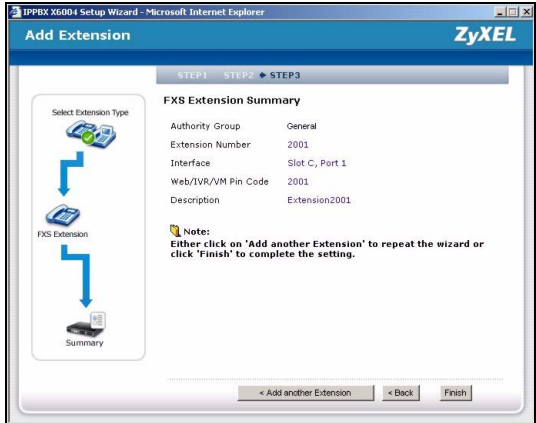 IPPBX X6004 Setup Wizard - Microsoft Internet Explorer
Add Extension
ZyXEL
STEP1 STEP2 STEP3
Select Extension Type
FXS Extension
Summary
FXS Extension Summary
Authority Group General
Extension Number 2001
Interface Slot C, Port 1
Web/IVR/VM Pin Code 2001
Description Extension2001
Note:
Either click on 'Add another Extension' to repeat the wizard or
click 'Finish' to complete the setting.
< Add another Extension < Back Finish